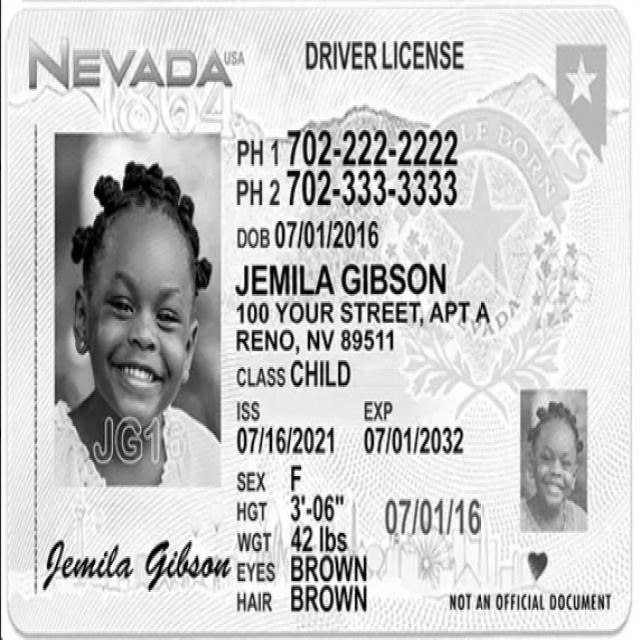 NEVADA USA
DRIVER LICENSE
1864
LE BORN
PH 1 702-222-2222
PH 2 702-333-3333
DOB 07/01/2016
JEMILA GIBSON
100 YOUR STREET, APT A
RENO, NV 89511
CLASS CHILD
ISS EXP
07/16/2021 07/01/2032
SEX F
HGT 3'-06"
WGT 42 lbs
EYES BROWN
HAIR BROWN
07/01/16
JG16
Jemila Gibson
NOT AN OFFICIAL DOCUMENT